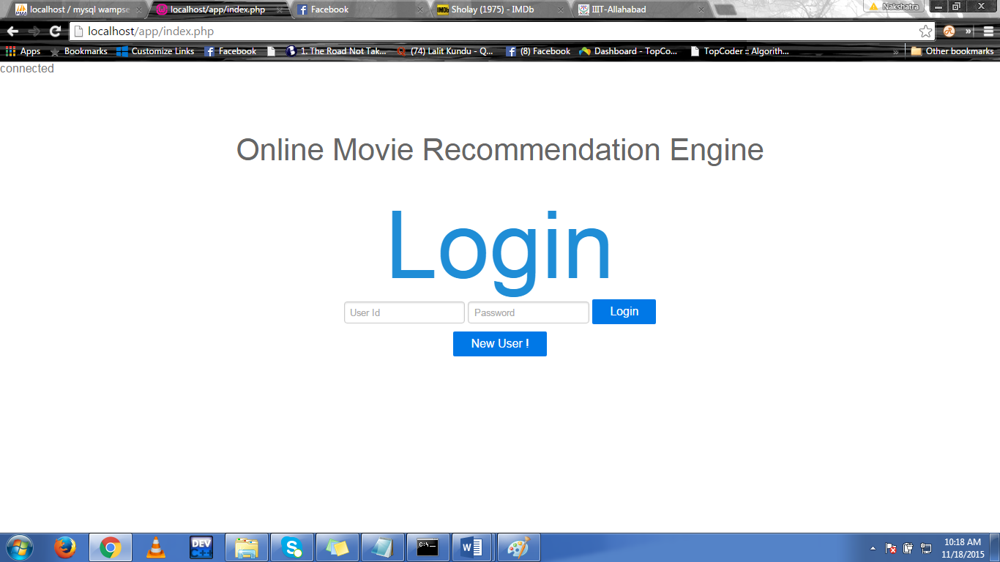 localhost / mysql wampse
localhost/app/index.php
Facebook
IMDb Sholay (1975) - IMDb
IIIT-Allahabad
Nakshatra
localhost/app/index.php
Apps
Bookmarks
Customize Links
Facebook
1. The Road Not Tak...
(74) Lalit Kundu - Q...
(8) Facebook
Dashboard - TopCo...
TopCoder :: Algorith...
»
Other bookmarks
connected
Online Movie Recommendation Engine
Login
User Id
Password
Login
New User !
DEV
C++
C:\
W
10:18 AM
11/18/2015